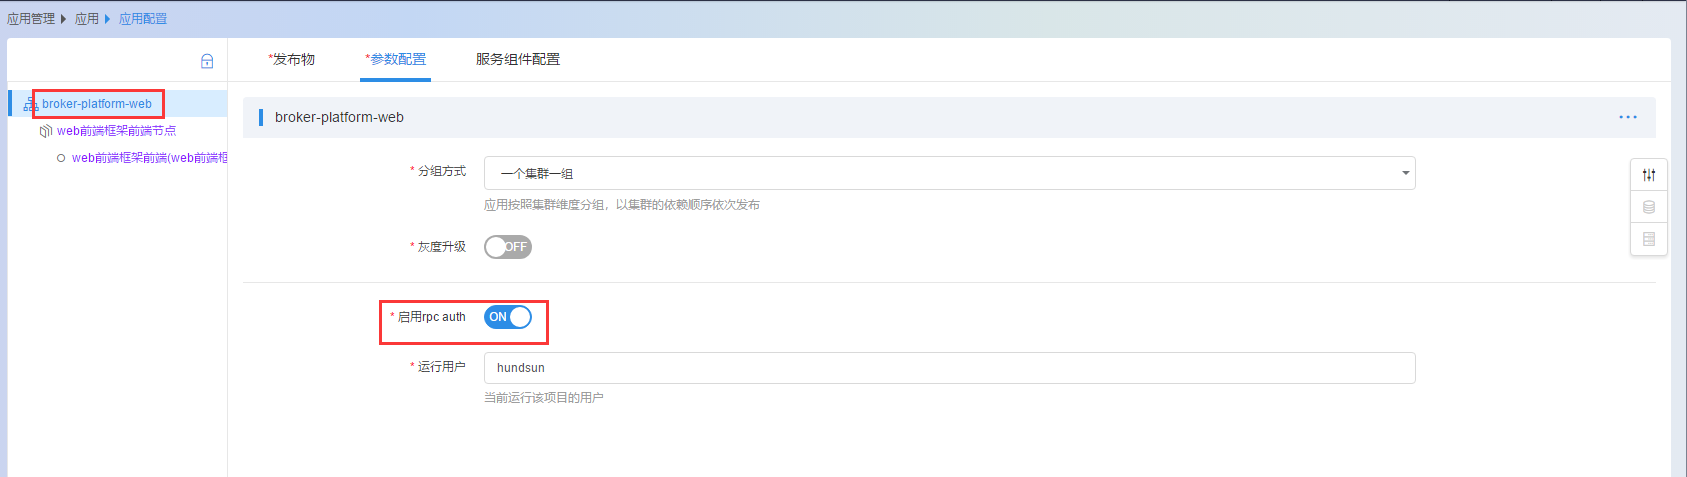 应用管理 应用 应用配置
*发布物 *参数配置 服务组件配置
broker-platform-web
web前端框架前端节点
web前端框架前端(web前端框
broker-platform-web
* 分组方式 一个集群一组
应用按照集群维度分组，以集群的依赖顺序依次发布
* 灰度升级 OFF
* 启用rpc auth ON
* 运行用户 hundsun
当前运行该项目的用户